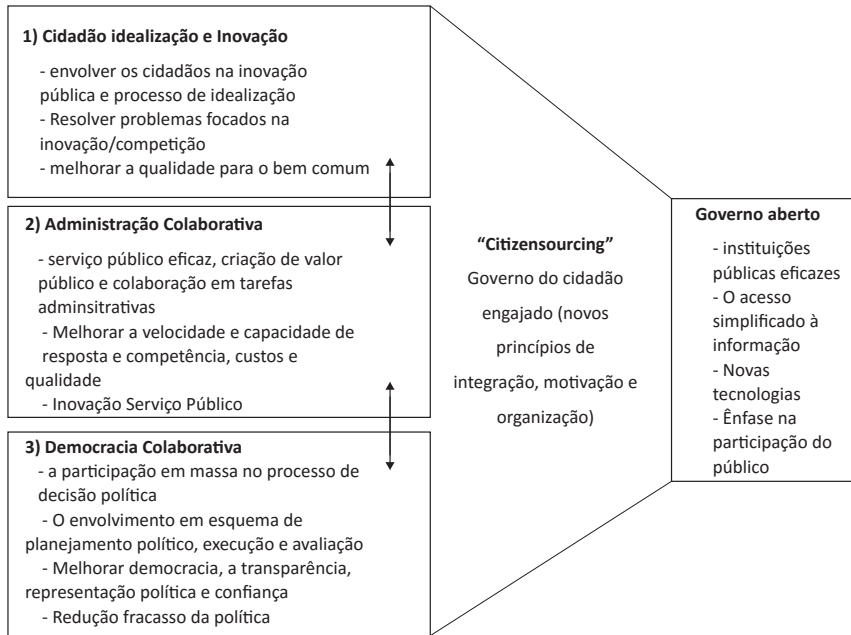 1) Cidadão idealização e Inovação
- envolver os cidadãos na inovação
pública e processo de idealização
- Resolver problemas focados na
inovação/competição
- melhorar a qualidade para o bem comum
2) Administração Colaborativa
- serviço público eficaz, criação de valor
público e colaboração em tarefas
adminsitrativas
- Melhorar a velocidade e capacidade de
resposta e competência, custos e
qualidade
- Inovação Serviço Público
3) Democracia Colaborativa
- a participação em massa no processo de
decisão política
- O envolvimento em esquema de
planejamento político, execução e avaliação
- Melhorar democracia, a transparência,
representação política e confiança
- Redução fracasso da política
“Citizensourcing”
Governo do cidadão
engajado (novos
princípios de
integração, motivação e
organização)
Governo aberto
- instituições
públicas eficazes
- O acesso
simplificado à
informação
- Novas
tecnologias
- Ênfase na
participação do
público